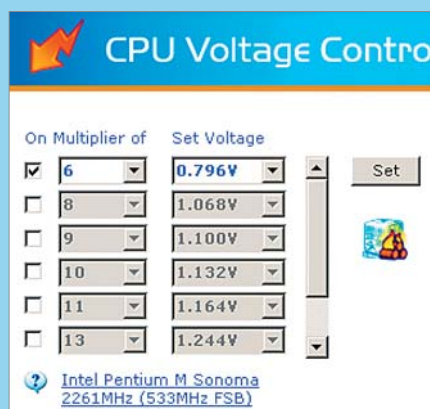 CPU Voltage Contro
On Multiplier of Set Voltage
6 0.796V Set
8 1.068V
9 1.100V
10 1.132V
11 1.164V
13 1.244V
Intel Pentium M Sonoma
2261MHz (533MHz FSB)